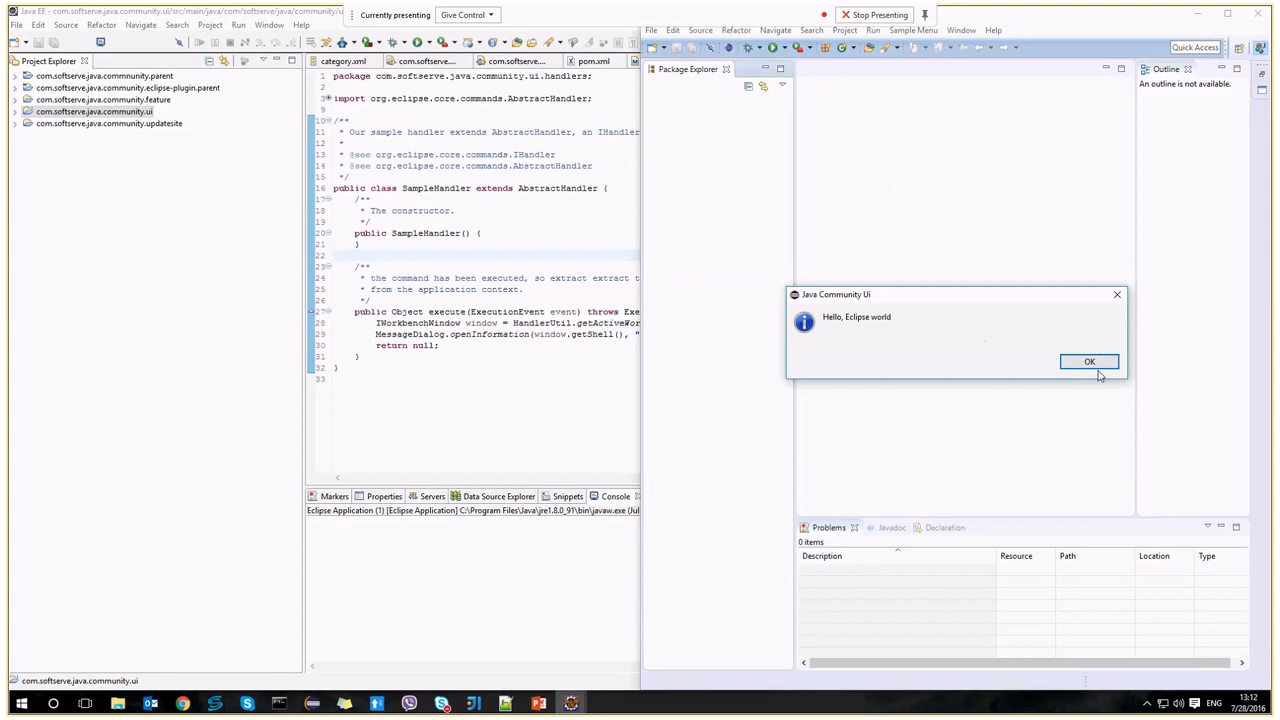 Java EE - com.softserve.java.community.ui/src/main/java/com/softserve/java/community/ui/
Currently presenting
Give Control
Stop Presenting
File Edit Source Refactor Navigate Search Project Run Window Help
File Edit Source Refactor Navigate Search Project Run Sample Menu Window Help
Quick Access
Project Explorer
com.softserve.java.community.parent
com.softserve.java.community.eclipse-plugin.parent
com.softserve.java.community.feature
com.softserve.java.community.ui
com.softserve.java.community.updatesite
category.xml
com.softserve....
com.softserve....
pom.xml
1 package com.softserve.java.community.ui.handlers;
2
3 import org.eclipse.core.commands.AbstractHandler;
9
10 /**
11 * Our sample handler extends AbstractHandler, an IHandler
12 *
13 * @see org.eclipse.core.commands.IHandler
14 * @see org.eclipse.core.commands.AbstractHandler
15 */
16 public class SampleHandler extends AbstractHandler {
17 /**
18 * The constructor.
19 */
20 public SampleHandler() {
21 }
22
23 /**
24 * the command has been executed, so extract extract t
25 * from the application context.
26 */
27 public Object execute(ExecutionEvent event) throws Exe
28 IWorkbenchWindow window = HandlerUtil.getActiveWor
29 MessageDialog.openInformation(window.getShell(), "
30 return null;
31 }
32 }
33
Package Explorer
Outline
An outline is not available.
Java Community Ui
Hello, Eclipse world
OK
Markers Properties Servers Data Source Explorer Snippets Console
Eclipse Application (1) [Eclipse Application] C:\Program Files\Java\jre1.8.0_91\bin\javaw.exe (Jul
Problems Javadoc Declaration
0 items
Description Resource Path Location Type
com.softserve.java.community.ui
ENG
13:12
7/28/2016